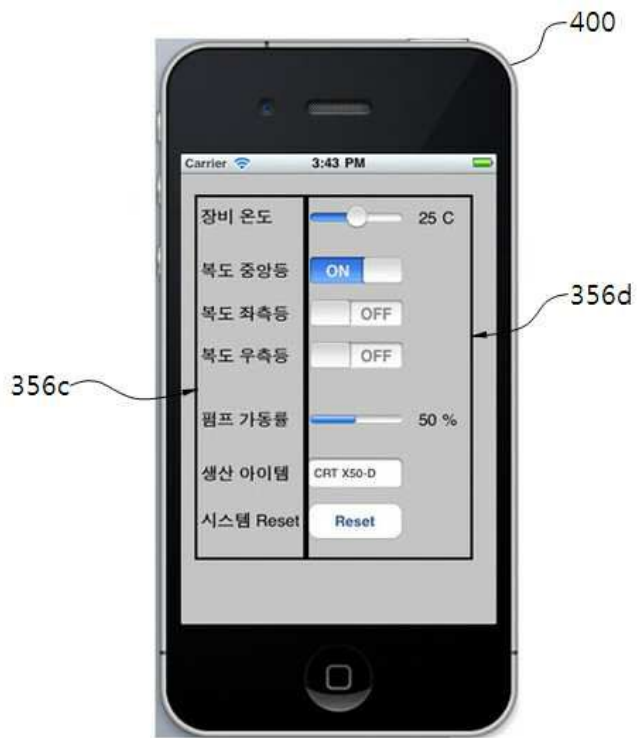 400
Carrier 3:43 PM
장비 온도 25 C
복도 중앙등 ON
복도 좌측등 OFF
복도 우측등 OFF
펌프 가동률 50 %
생산 아이템 CRT X50-D
시스템 Reset Reset
356d
356c